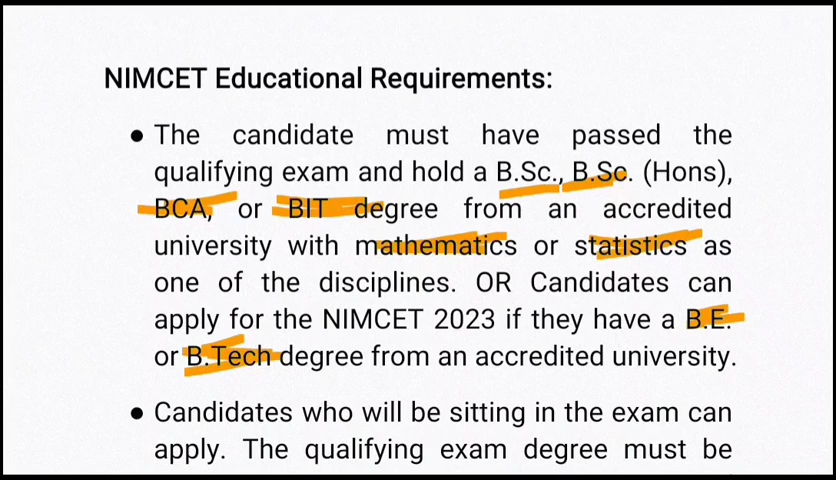 NIMCET Educational Requirements:
● The candidate must have passed the
qualifying exam and hold a B.Sc., B.Sc. (Hons),
BCA, or BIT degree from an accredited
university with mathematics or statistics as
one of the disciplines. OR Candidates can
apply for the NIMCET 2023 if they have a B.E.
or B.Tech degree from an accredited university.
● Candidates who will be sitting in the exam can
apply. The qualifying exam degree must be